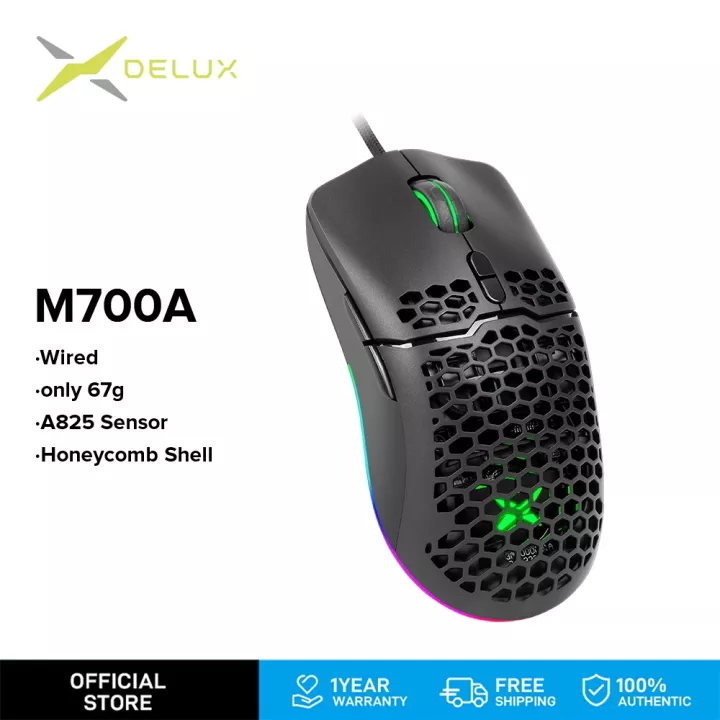 DELUX
M700A
·Wired
·only 67g
·A825 Sensor
·Honeycomb Shell
OFFICIAL
STORE
1YEAR
WARRANTY
FREE
SHIPPING
100%
AUTHENTIC